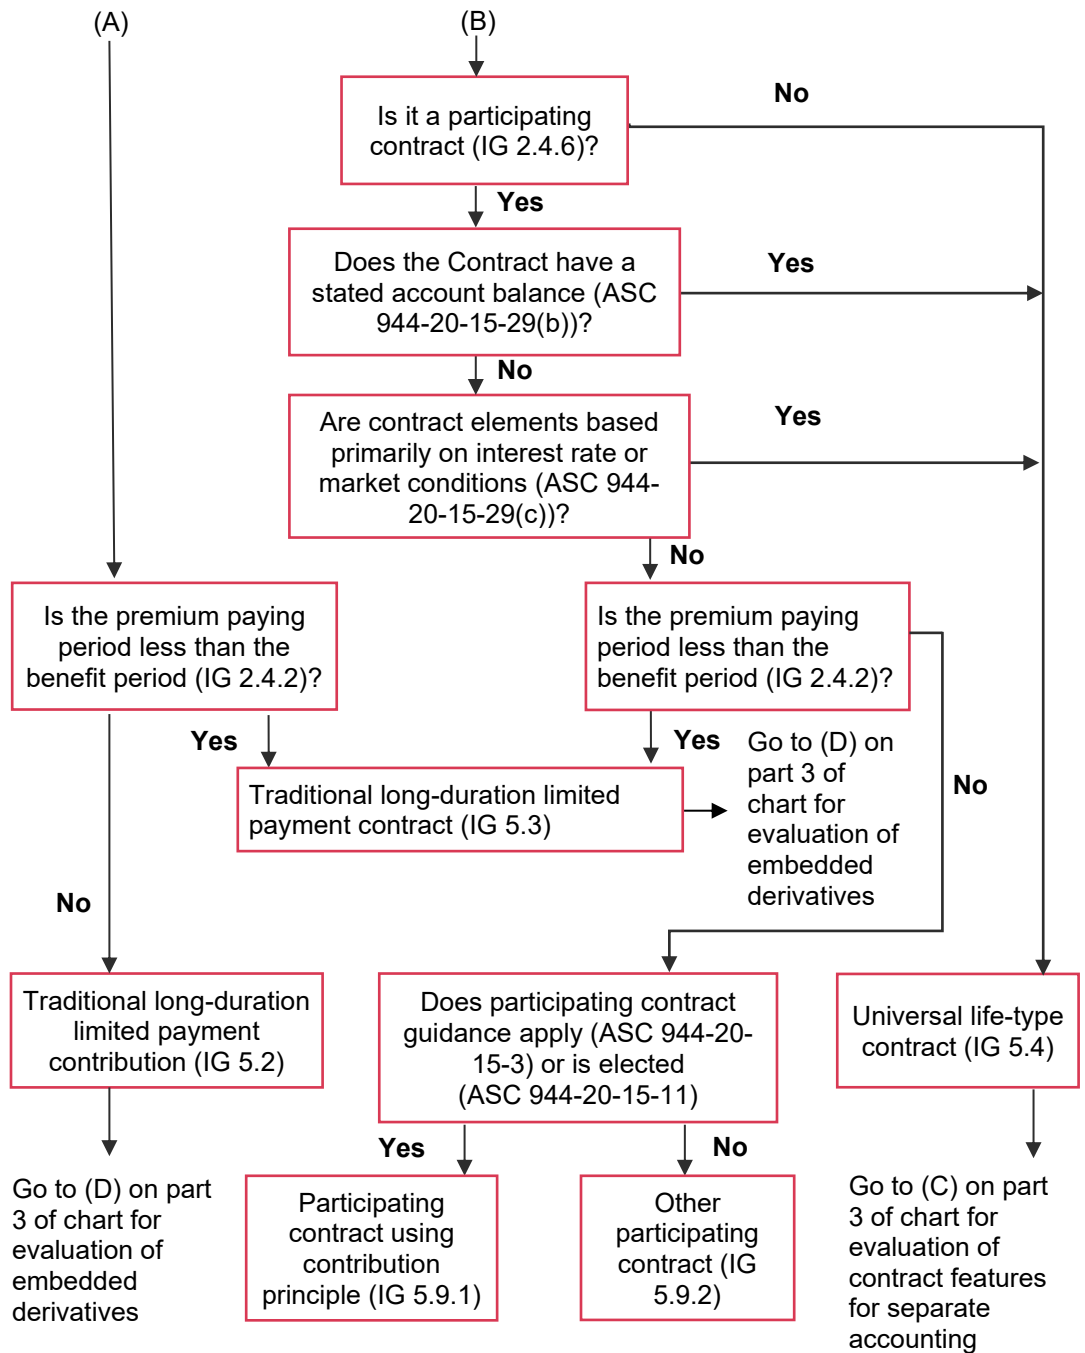 (A)
(B)
Is it a participating
contract (IG 2.4.6)?
No
Yes
Does the Contract have a
stated account balance (ASC
944-20-15-29(b))?
Yes
No
Are contract elements based
primarily on interest rate or
market conditions (ASC 944-
20-15-29(c))?
Yes
No
Is the premium paying
period less than the
benefit period (IG 2.4.2)?
Is the premium paying
period less than the
benefit period (IG 2.4.2)?
Yes
Yes
Go to (D) on
part 3 of
chart for
evaluation of
embedded
derivatives
No
Traditional long-duration limited
payment contract (IG 5.3)
No
Traditional long-duration
limited payment
contribution (IG 5.2)
Does participating contract
guidance apply (ASC 944-20-
15-3) or is elected
(ASC 944-20-15-11)
Universal life-type
contract (IG 5.4)
Yes
No
Go to (D) on part
3 of chart for
evaluation of
embedded
derivatives
Participating
contract using
contribution
principle (IG 5.9.1)
Other
participating
contract (IG
5.9.2)
Go to (C) on part
3 of chart for
evaluation of
contract features
for separate
accounting